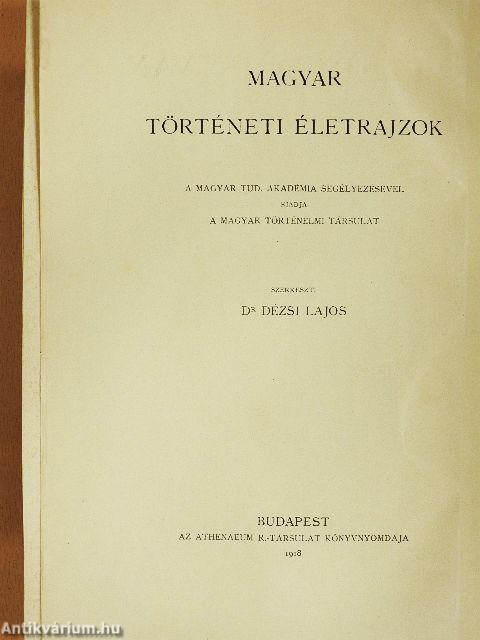 MAGYAR
TÖRTÉNETI ÉLETRAJZOK
A MAGYAR TUD. AKADÉMIA SEGÉLYEZÉSÉVEL
KIADJA
A MAGYAR TÖRTÉNELMI TÁRSULAT
SZERKESZTI
DR DÉZSI LAJOS
BUDAPEST
AZ ATHENAEUM R.-TÁRSULAT KÖNYVNYOMDÁJA
1918
Antikvárium.hu